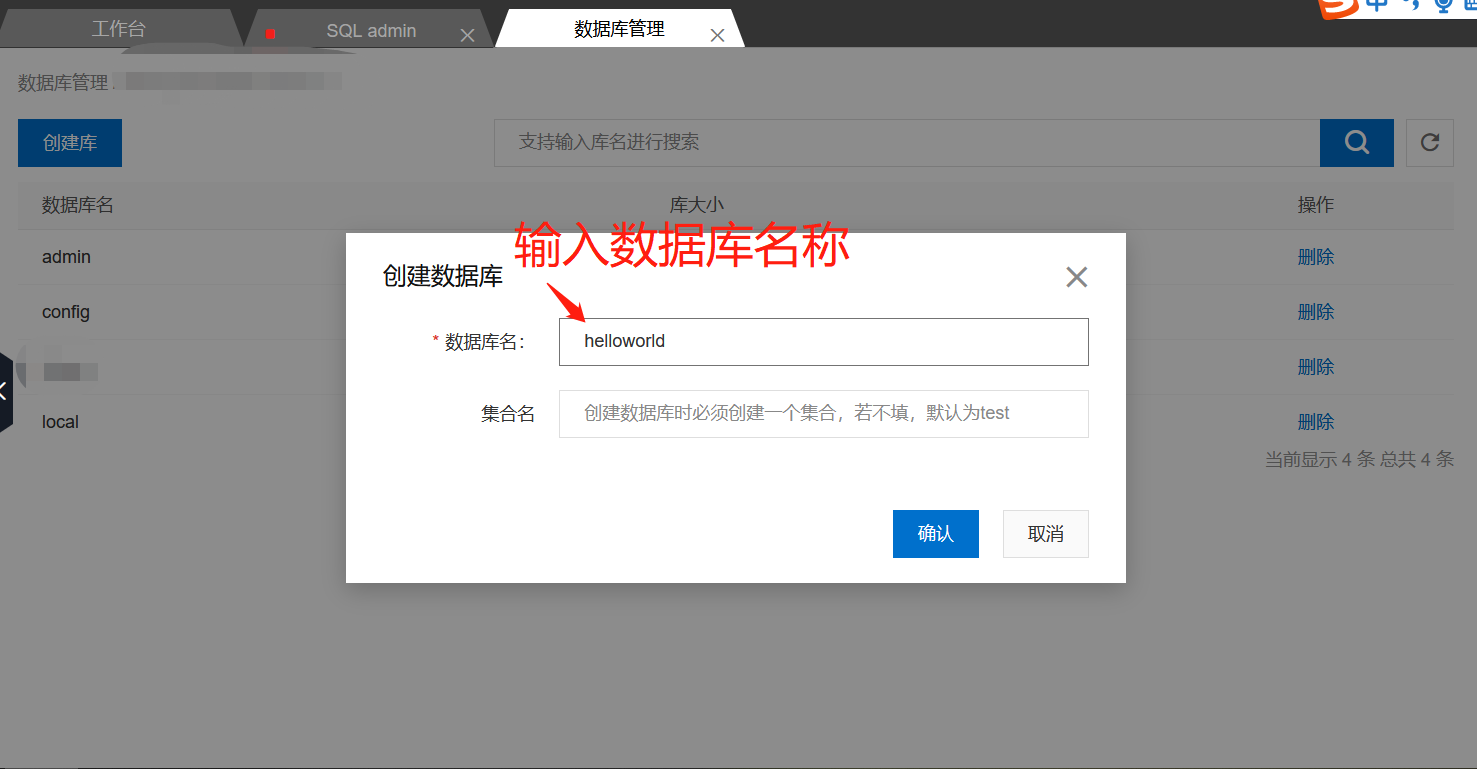 工作台
SQL admin
数据库管理
中
数据库管理
创建库
支持输入库名进行搜索
数据库名 库大小 操作
输入数据库名称
admin 删除
创建数据库
config 删除
* 数据库名:
helloworld
删除
集合名
创建数据库时必须创建一个集合，若不填，默认为test
local 删除
当前显示 4 条 总共 4 条
确认
取消